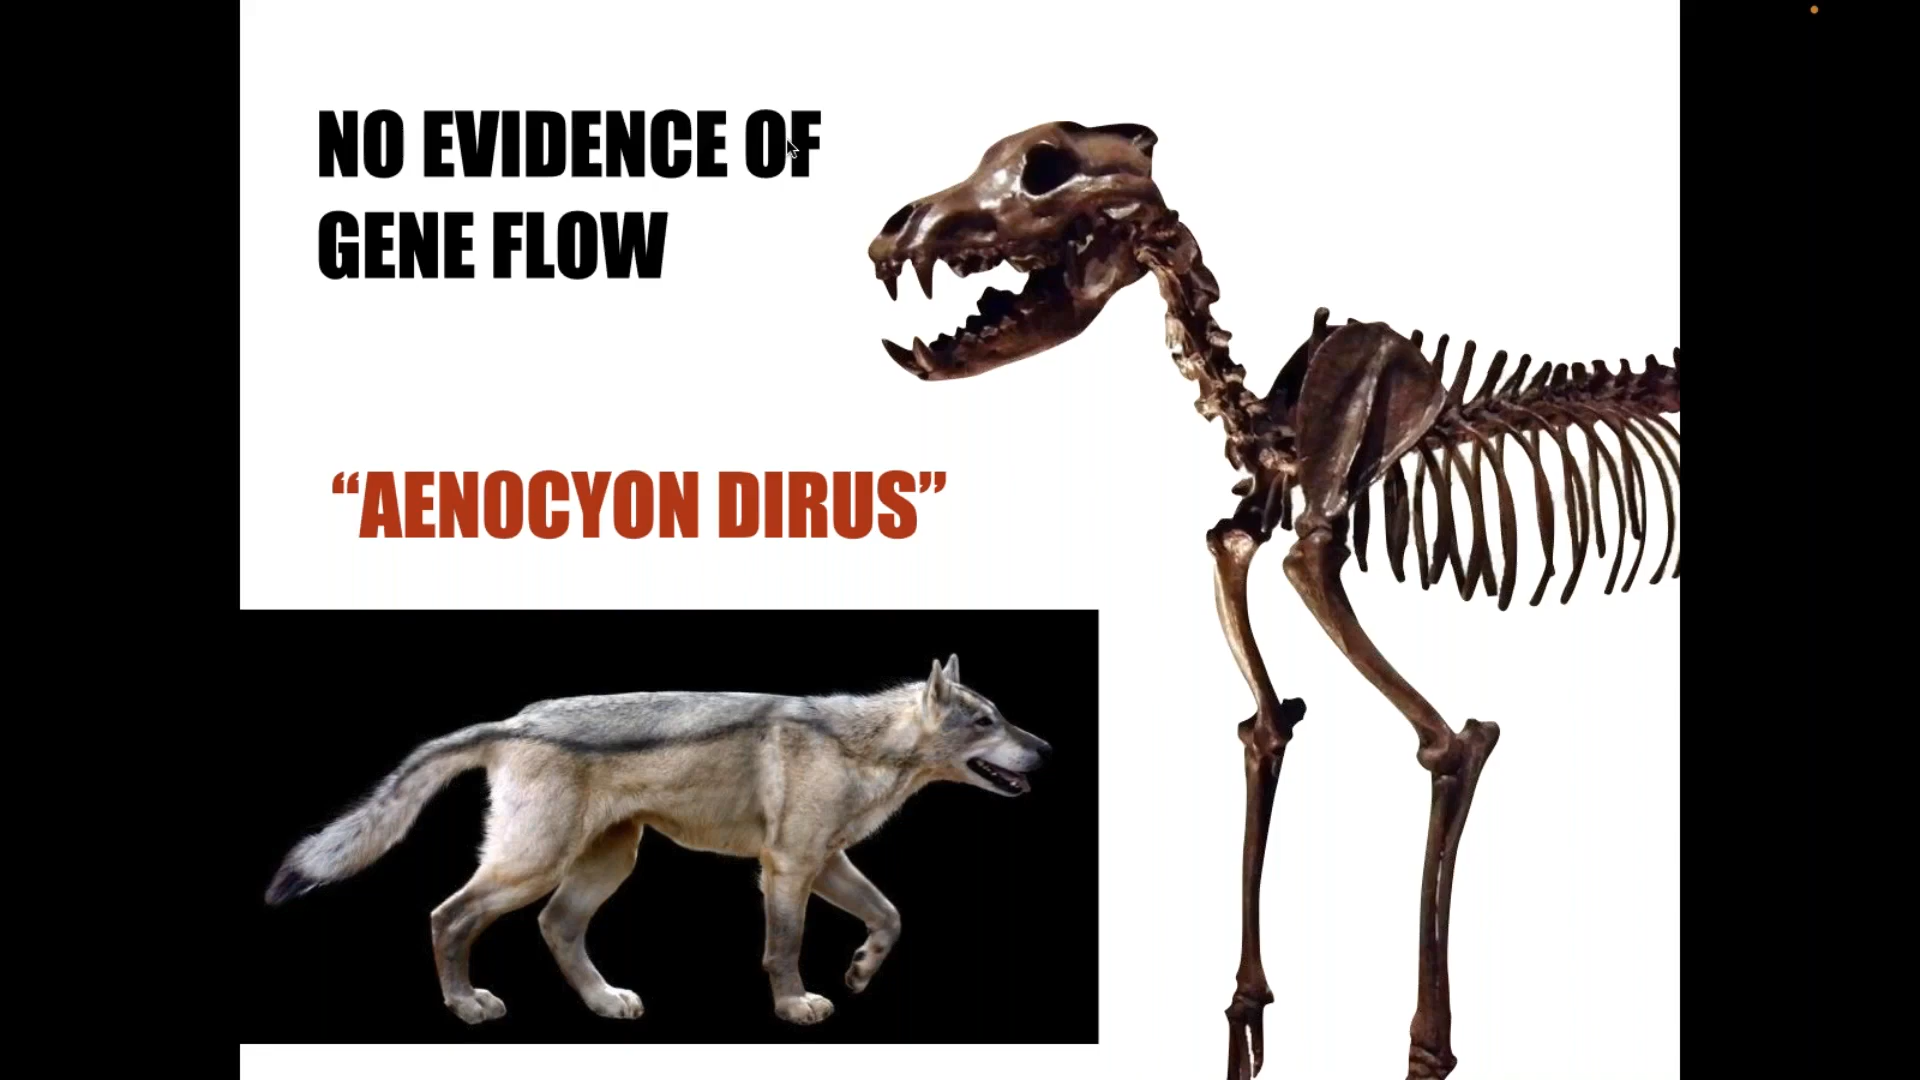 NO EVIDENCE OF
GENE FLOW
“AENOCYON DIRUS”